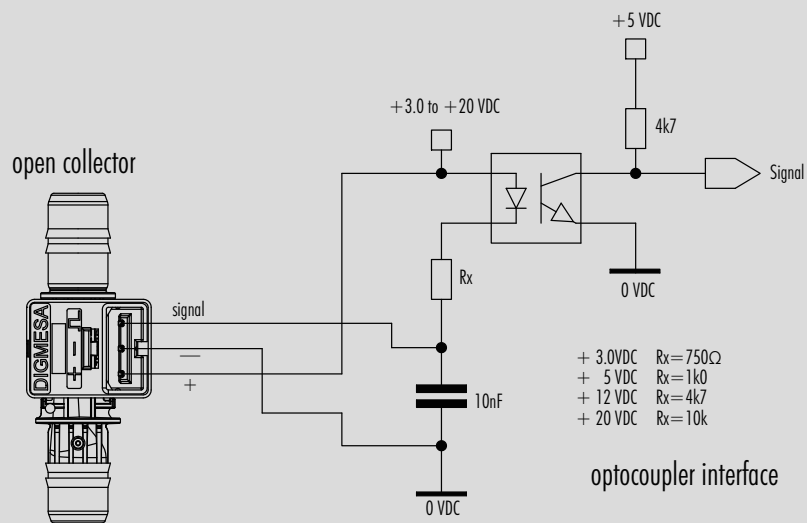 +5 VDC
+3.0 to +20 VDC
4k7
open collector
Signal
Rx
0 VDC
DIGMESA
signal
—
+
− +
10nF
+ 3.0VDC Rx=750Ω
+ 5 VDC Rx=1k0
+ 12 VDC Rx=4k7
+ 20 VDC Rx=10k
optocoupler interface
0 VDC